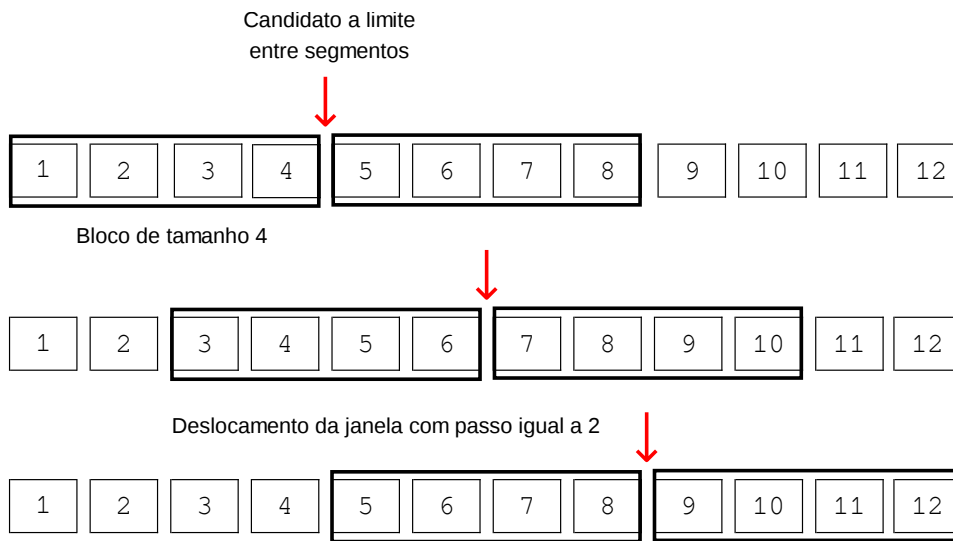 Candidato a limite
entre segmentos
1 2 3 4 5 6 7 8 9 10 11 12
Bloco de tamanho 4
1 2 3 4 5 6 7 8 9 10 11 12
Deslocamento da janela com passo igual a 2
1 2 3 4 5 6 7 8 9 10 11 12